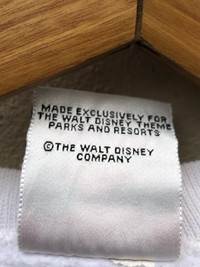 MADE EXCLUSIVELY FOR
THE WALT DISNEY THEME
PARKS AND RESORTS
©THE WALT DISNEY
COMPANY